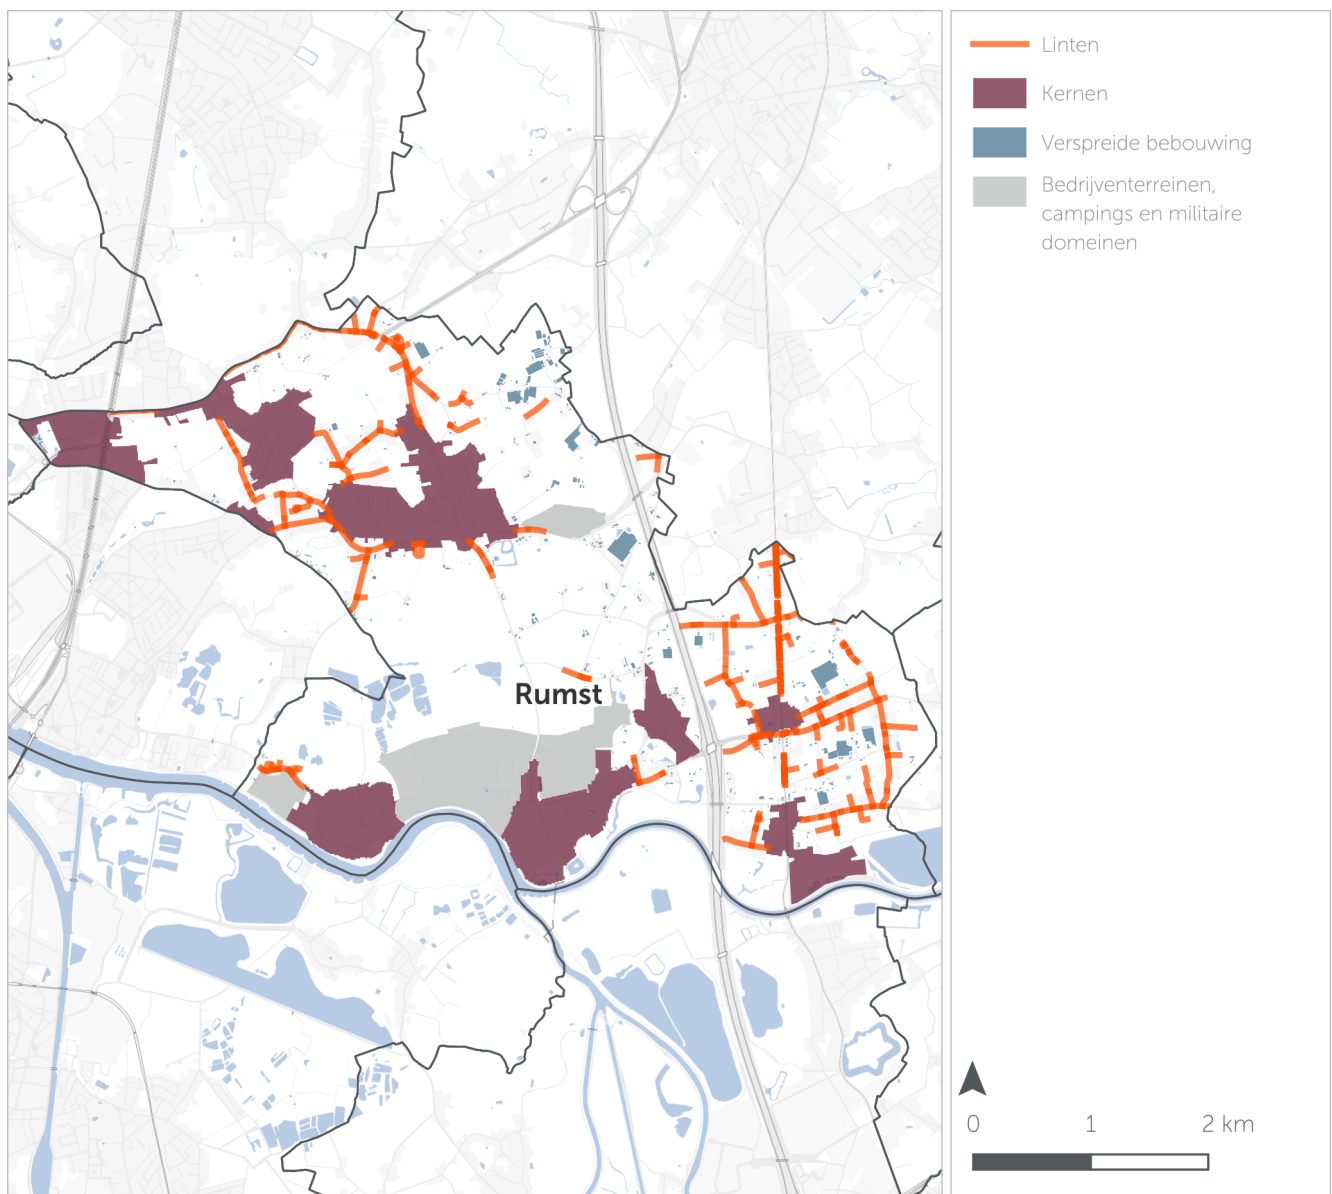 Linten
Kernen
Verspreide bebouwing
Bedrijventerreinen,
campings en militaire
domeinen
Rumst
0 1 2 km